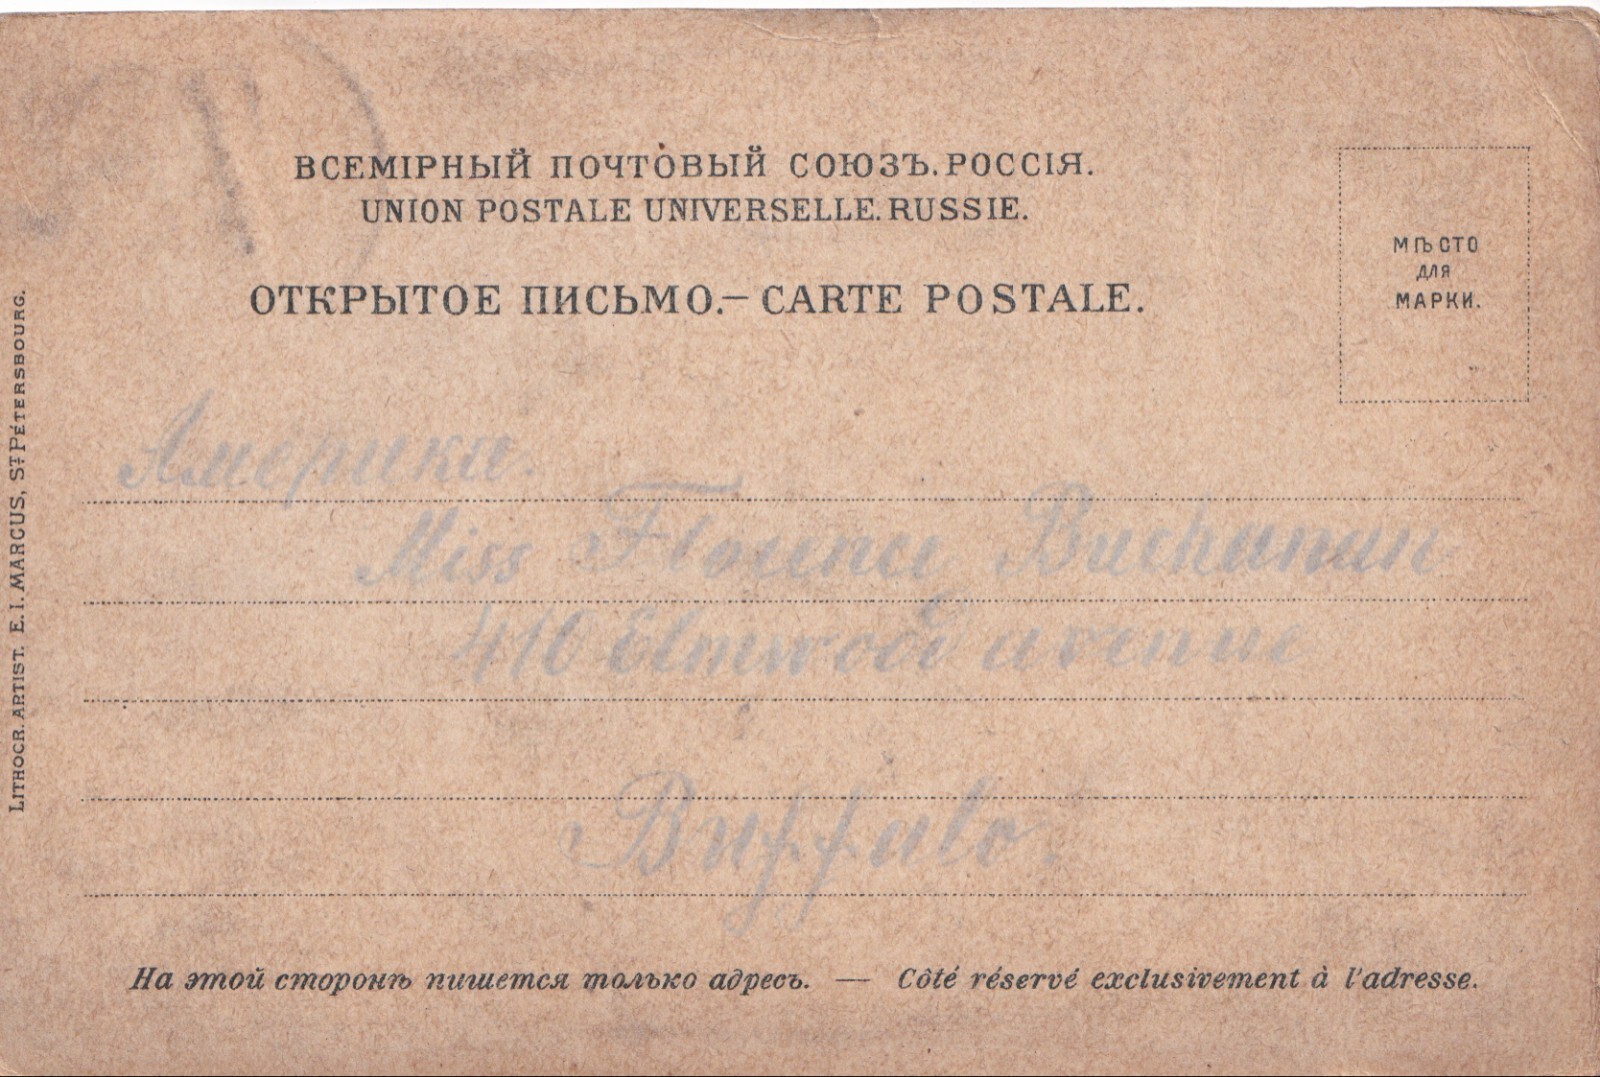 ВСЕМІРНЫЙ ПОЧТОВЫЙ СОЮЗЪ. РОССІЯ.
UNION POSTALE UNIVERSELLE. RUSSIE.
ОТКРЫТОЕ ПИСЬМО.— CARTE POSTALE.
МѢСТО
ДЛЯ
МАРКИ.
Америка.
Miss Florence Buchanan
410 Elmwood avenue
Buffalo.
На этой сторонѣ пишется только адресъ. — Côté réservé exclusivement à l'adresse.
LITHOGR. ARTIST. E. I. MARCUS, ST. PÉTERSBOURG.